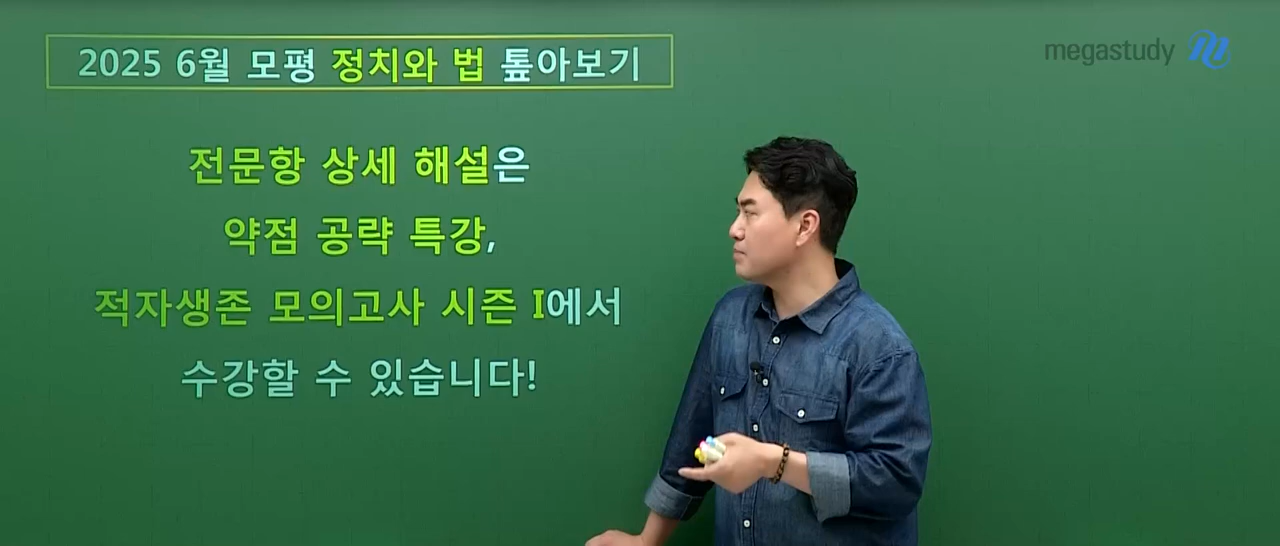 2025 6월 모평 정치와 법 톺아보기
megastudy
전문항 상세 해설은
약점 공략 특강,
적자생존 모의고사 시즌 I에서
수강할 수 있습니다!